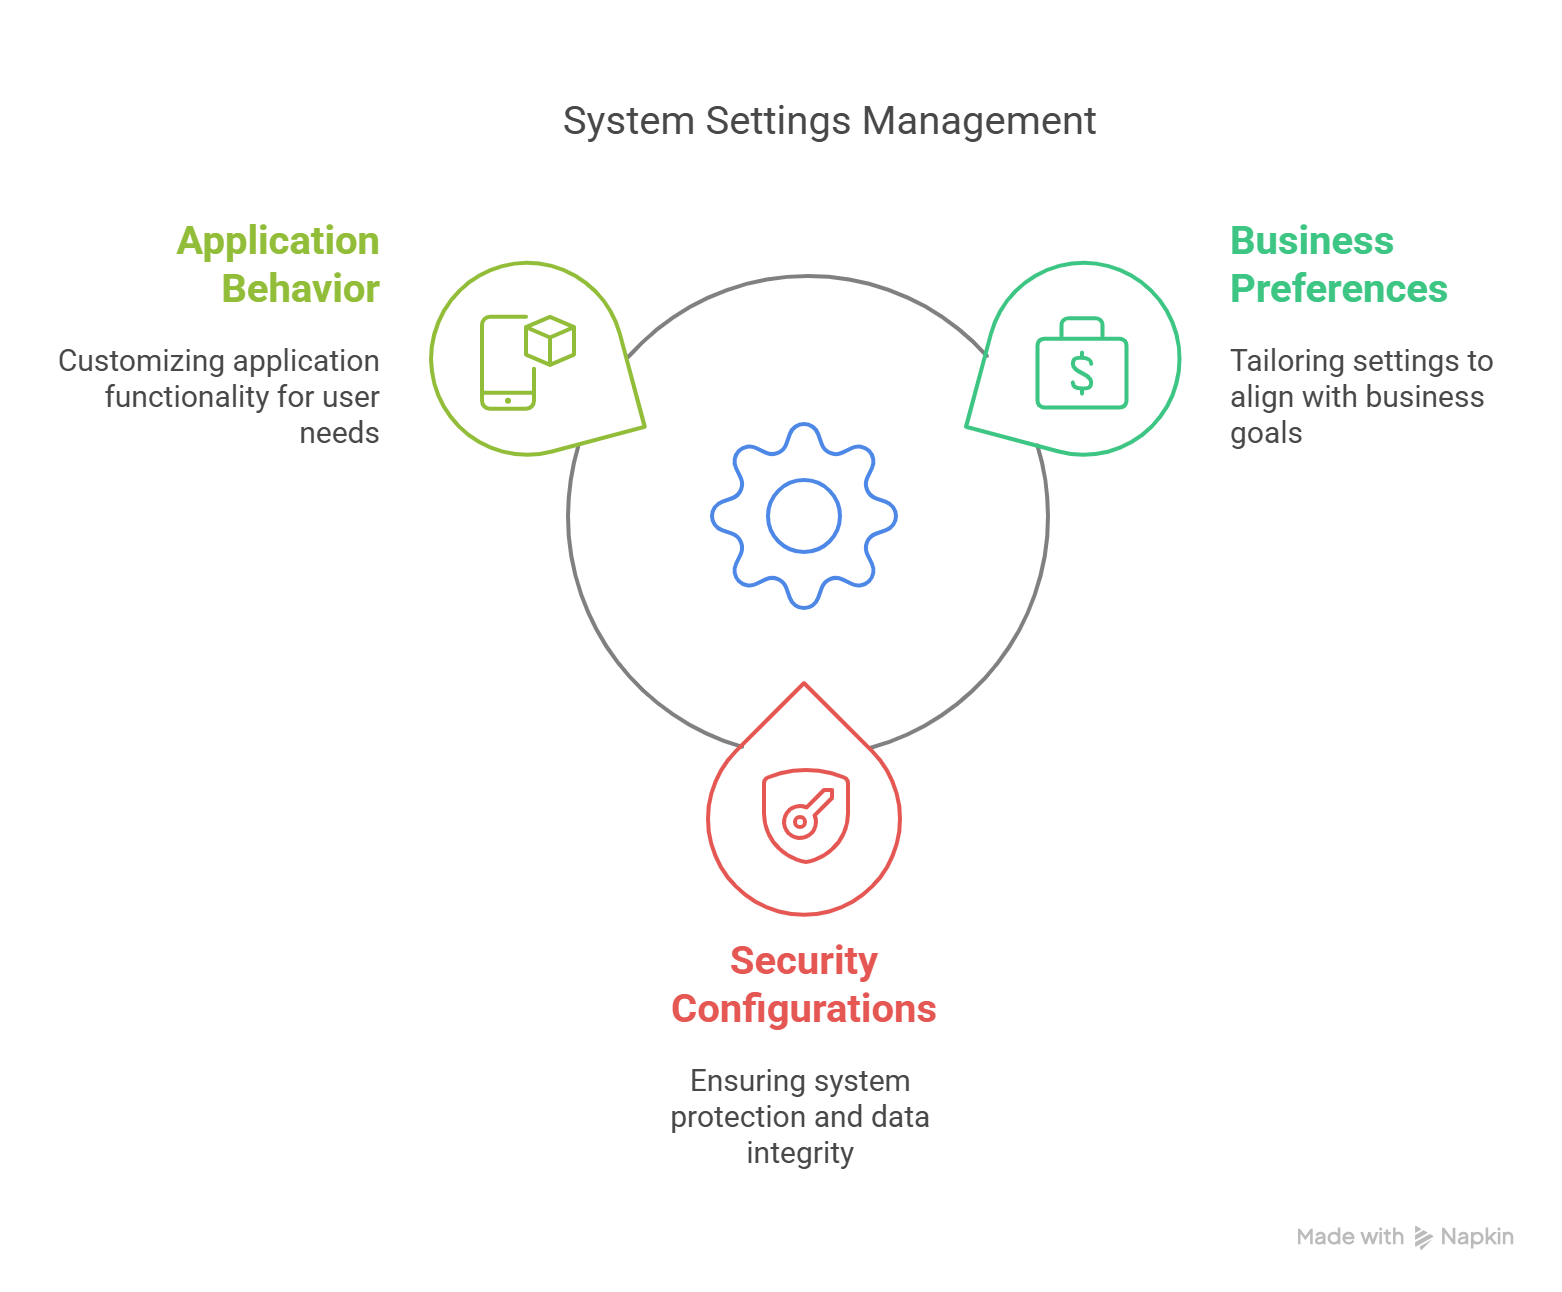 System Settings Management
Application
Behavior
Customizing application
functionality for user
needs
Business
Preferences
Tailoring settings to
align with business
goals
$
Security
Configurations
Ensuring system
protection and data
integrity
Made with Napkin